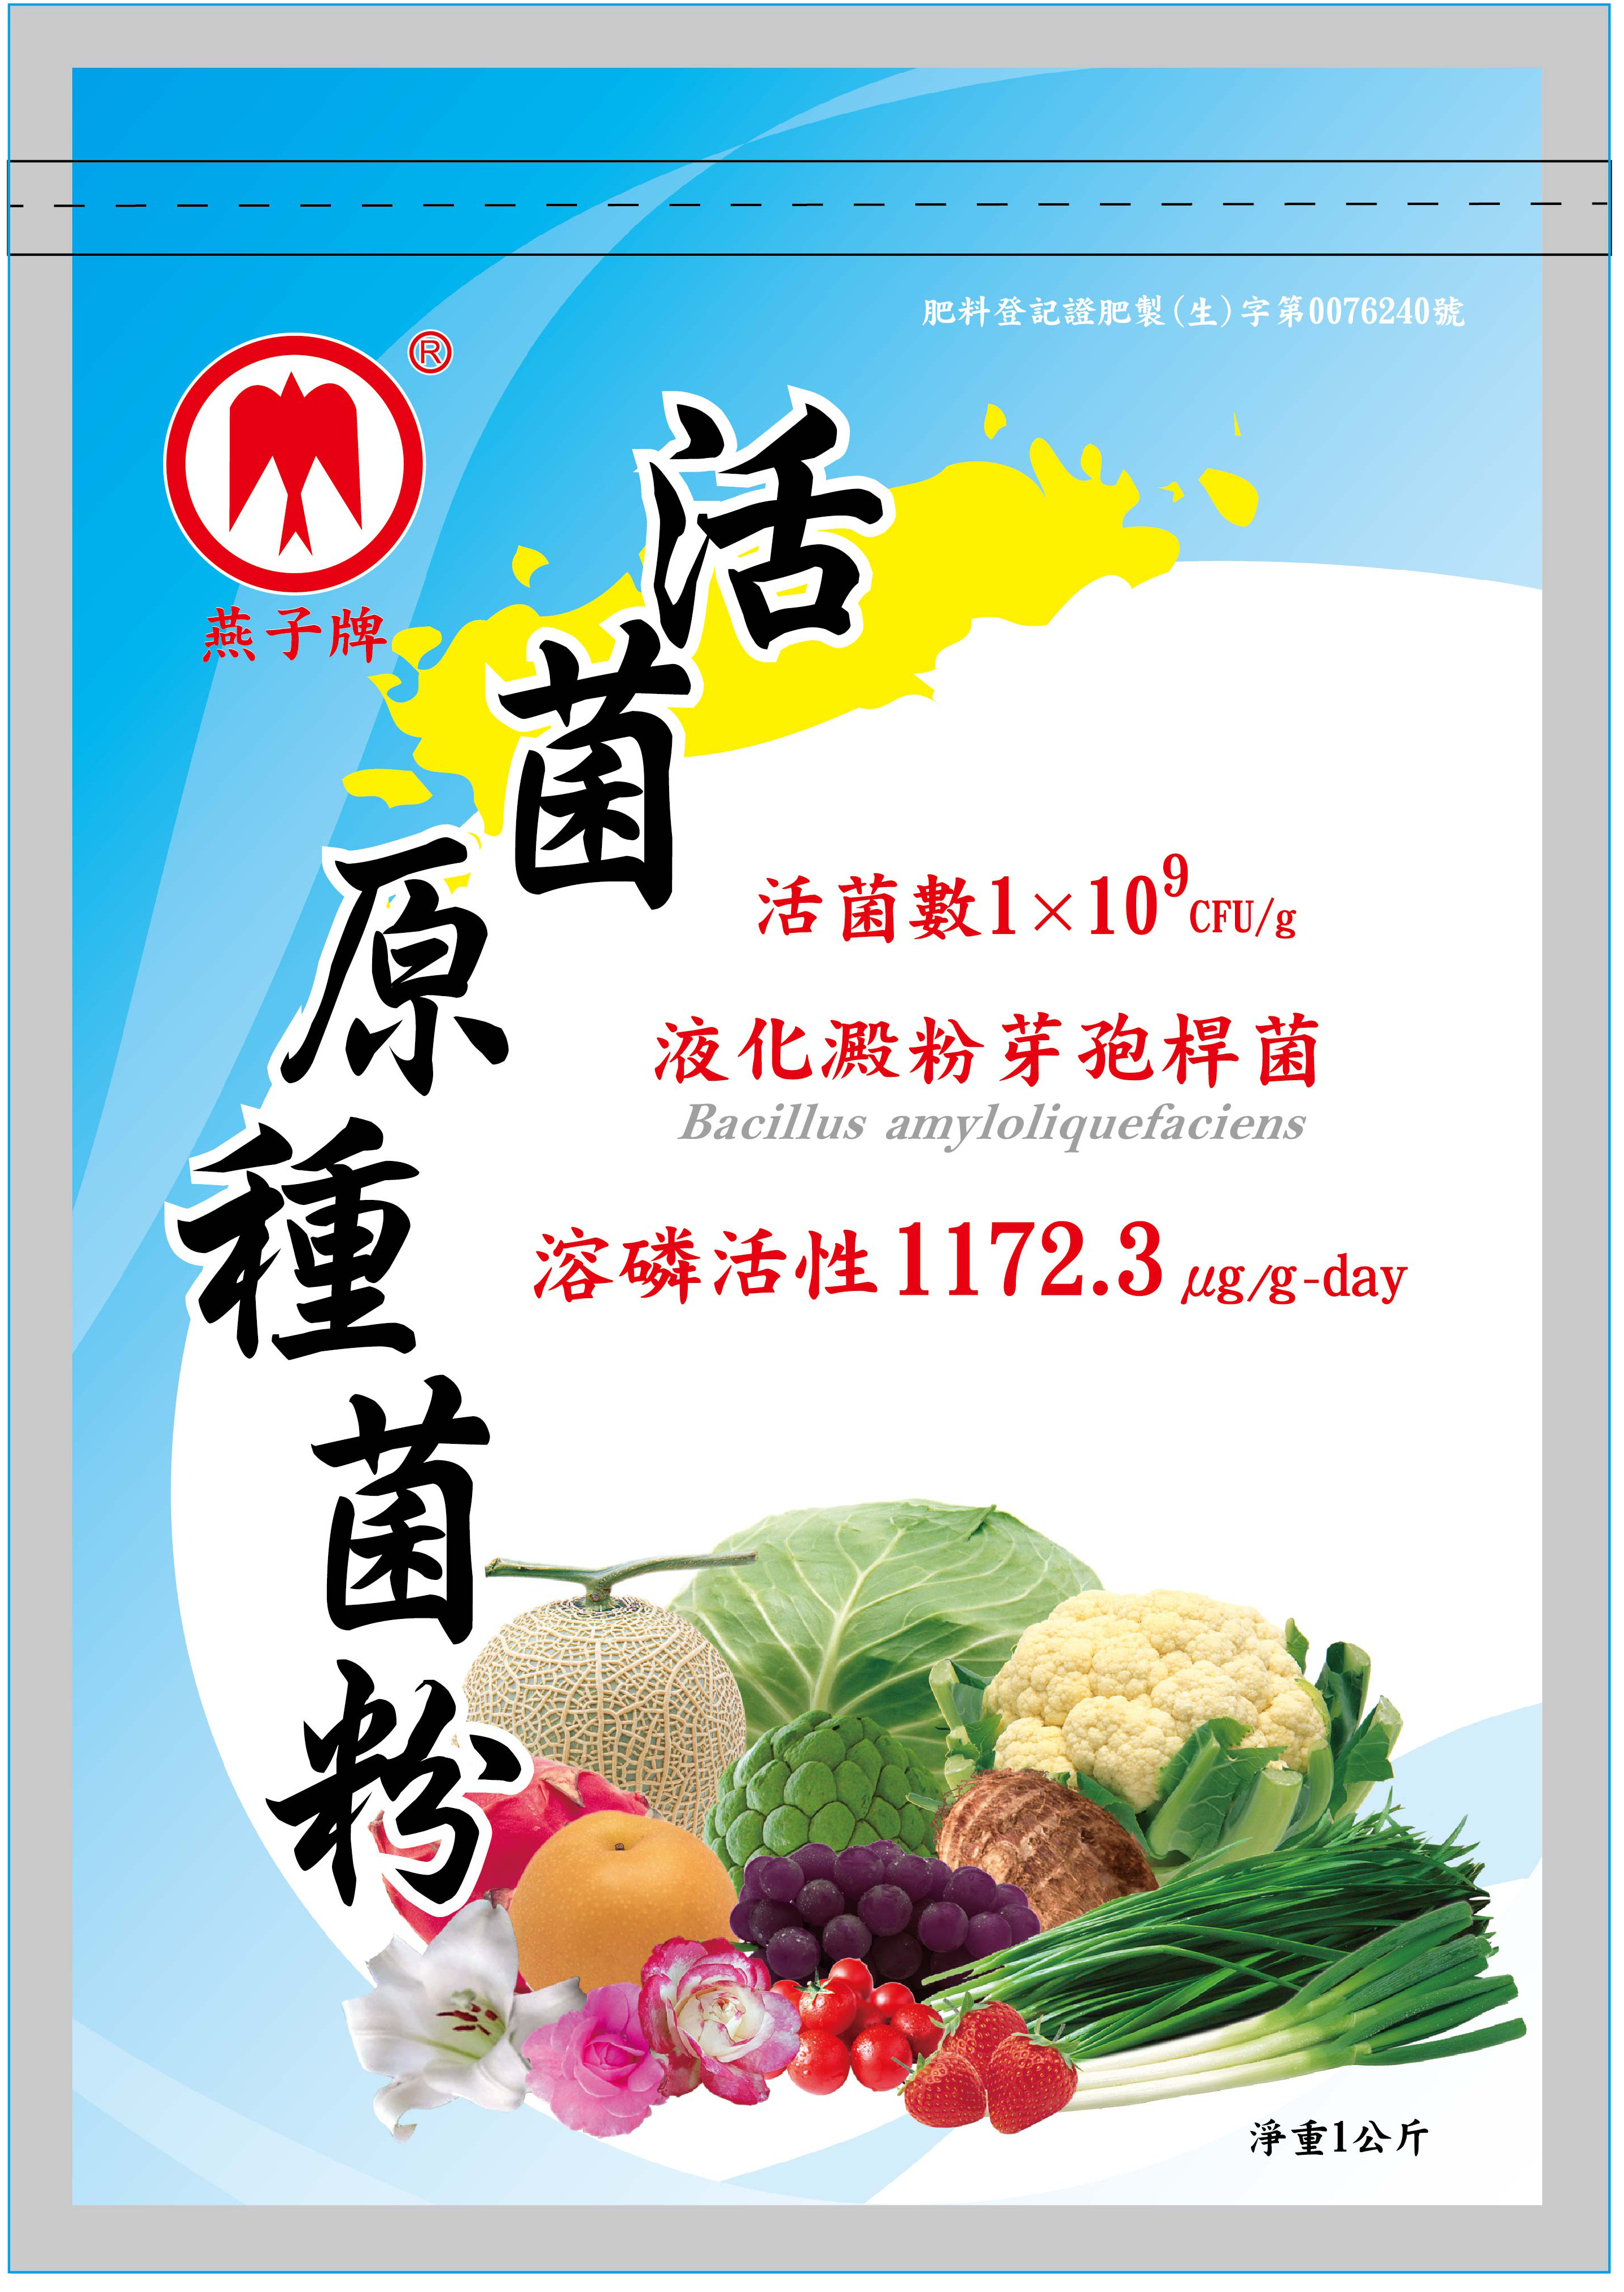 肥料登記證肥製(生)字第0076240號
®
燕子牌
活菌原種菌粉
活菌數1×10⁹CFU/g
液化澱粉芽孢桿菌
Bacillus amyloliquefaciens
溶磷活性1172.3 μg/g-day
淨重1公斤